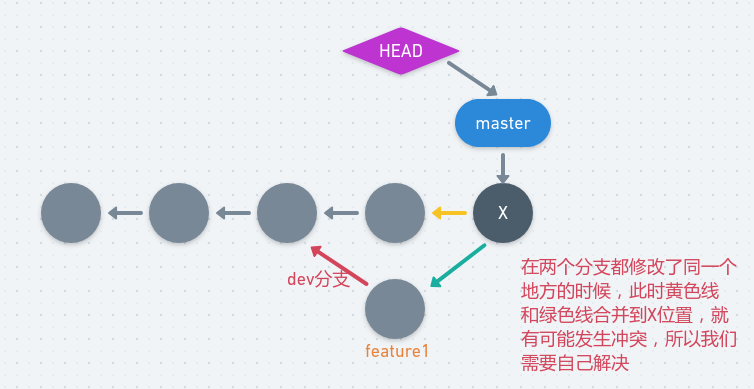 HEAD
master
X
dev分支
feature1
在两个分支都修改了同一个
地方的时候，此时黄色线
和绿色线合并到X位置，就
有可能发生冲突，所以我们
需要自己解决